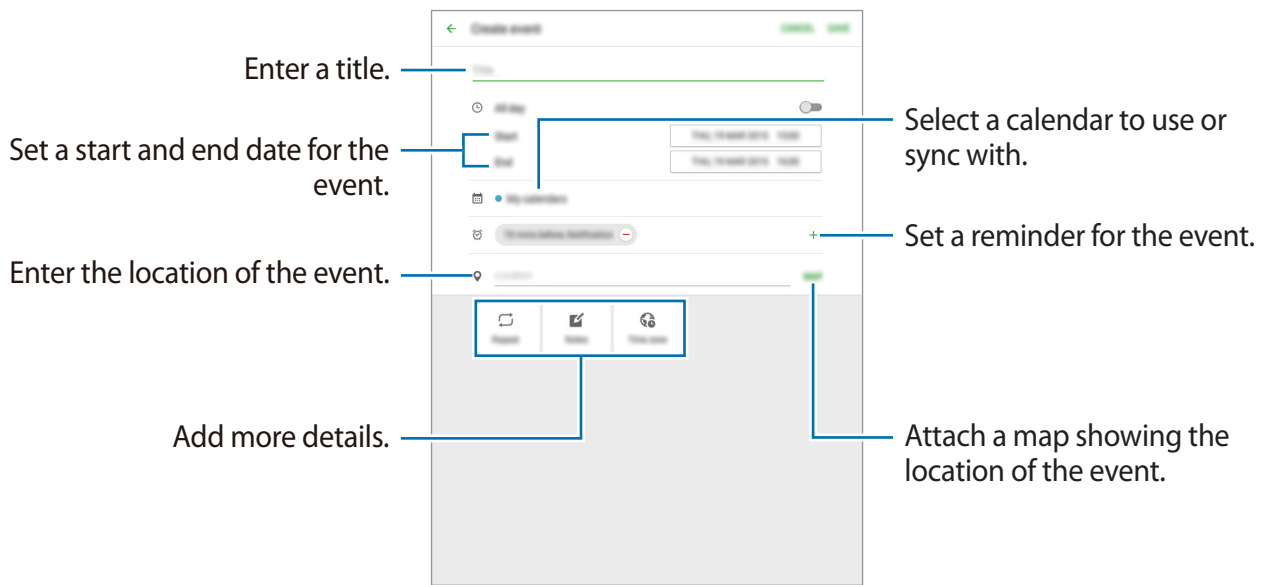 Create event
CANCEL SAVE
Enter a title.
Title
All day
Select a calendar to use or
sync with.
Set a start and end date for the
event.
Start
End
My calendars
Set a reminder for the event.
Enter the location of the event.
Location
Repeat
Notes
Time zone
Add more details.
Attach a map showing the
location of the event.